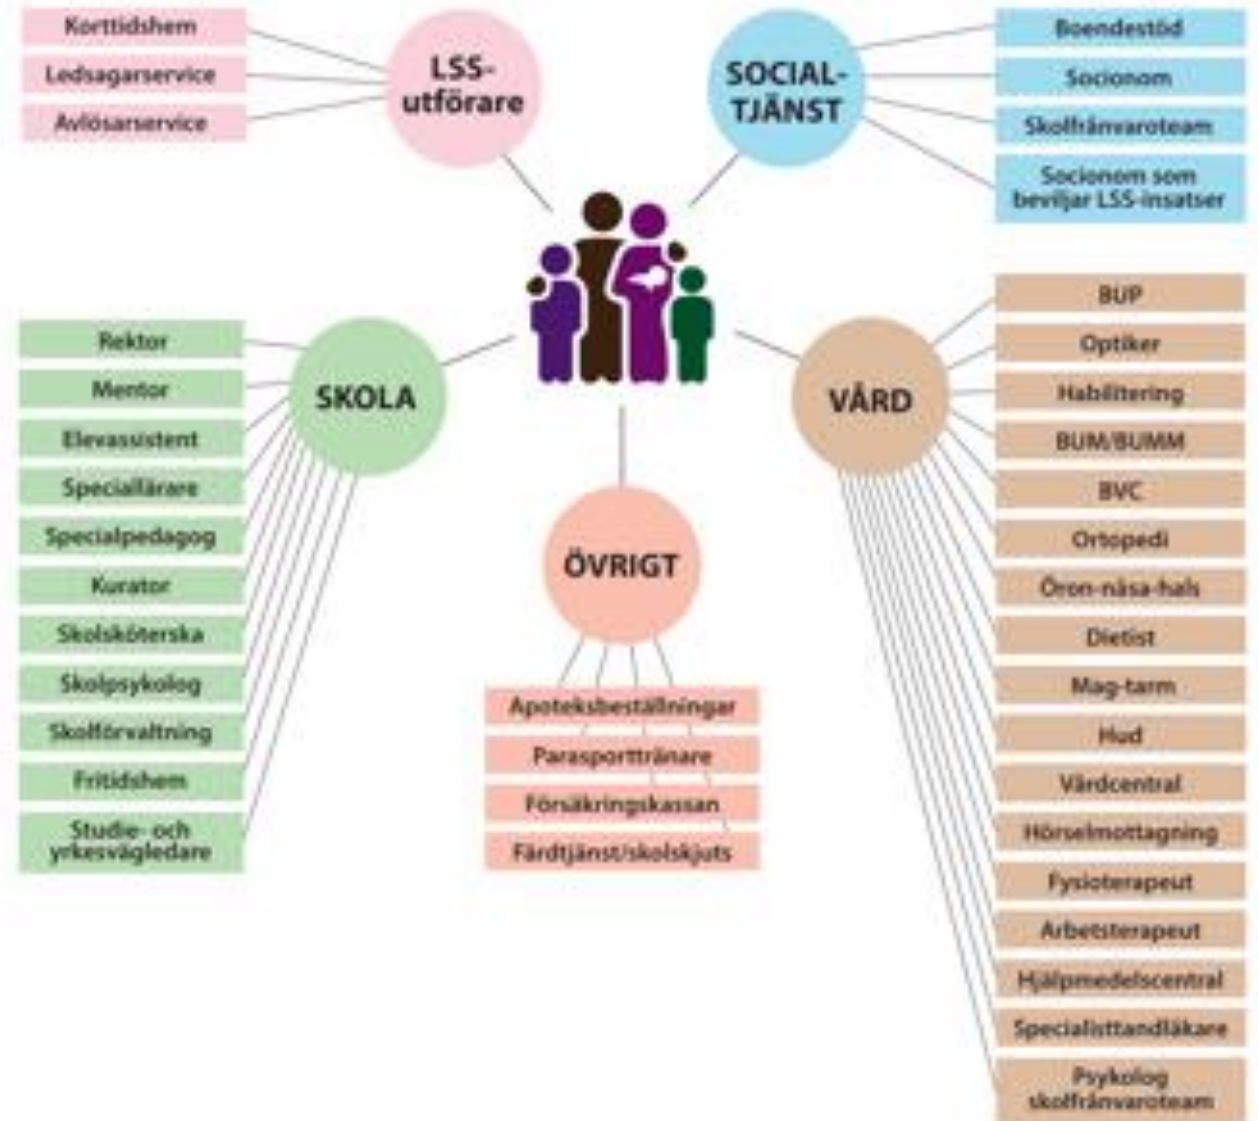 Korttidshem
Ledsagarservice
Avlösarservice
LSS-
utförare
SOCIAL-
TJÄNST
Boendestöd
Socionom
Skolfrånvaroteam
Socionom som
beviljar LSS-insatser
Rektor
Mentor
Elevassistent
Speciallärare
Specialpedagog
Kurator
Skolsköterska
Skolpsykolog
Skolförvaltning
Fritidshem
Studie- och
yrkesvägledare
SKOLA
ÖVRIGT
Apoteksbeställningar
Parasporttränare
Försäkringskassan
Färdtjänst/skolskjuts
VÅRD
BUP
Optiker
Habilitering
BUM/BUMM
BVC
Ortopedi
Öron-näsa-hals
Dietist
Mag-tarm
Hud
Vårdcentral
Hörselmottagning
Fysioterapeut
Arbetsterapeut
Hjälpmedelscentral
Specialisttandläkare
Psykolog
skolfrånvaroteam